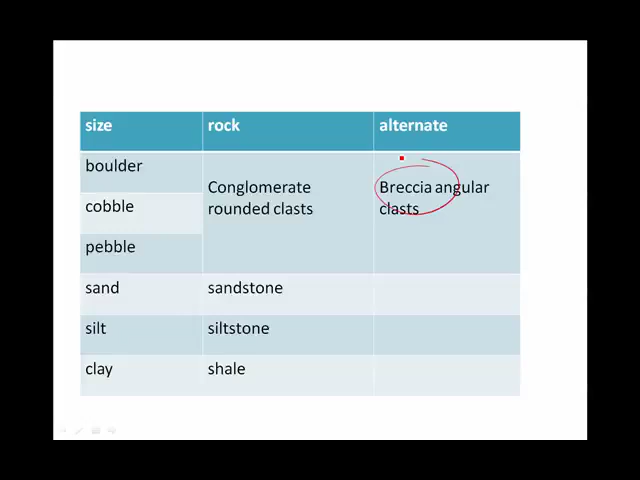 size rock alternate
boulder
Conglomerate Breccia angular
cobble rounded clasts clasts
pebble
sand sandstone
silt siltstone
clay shale